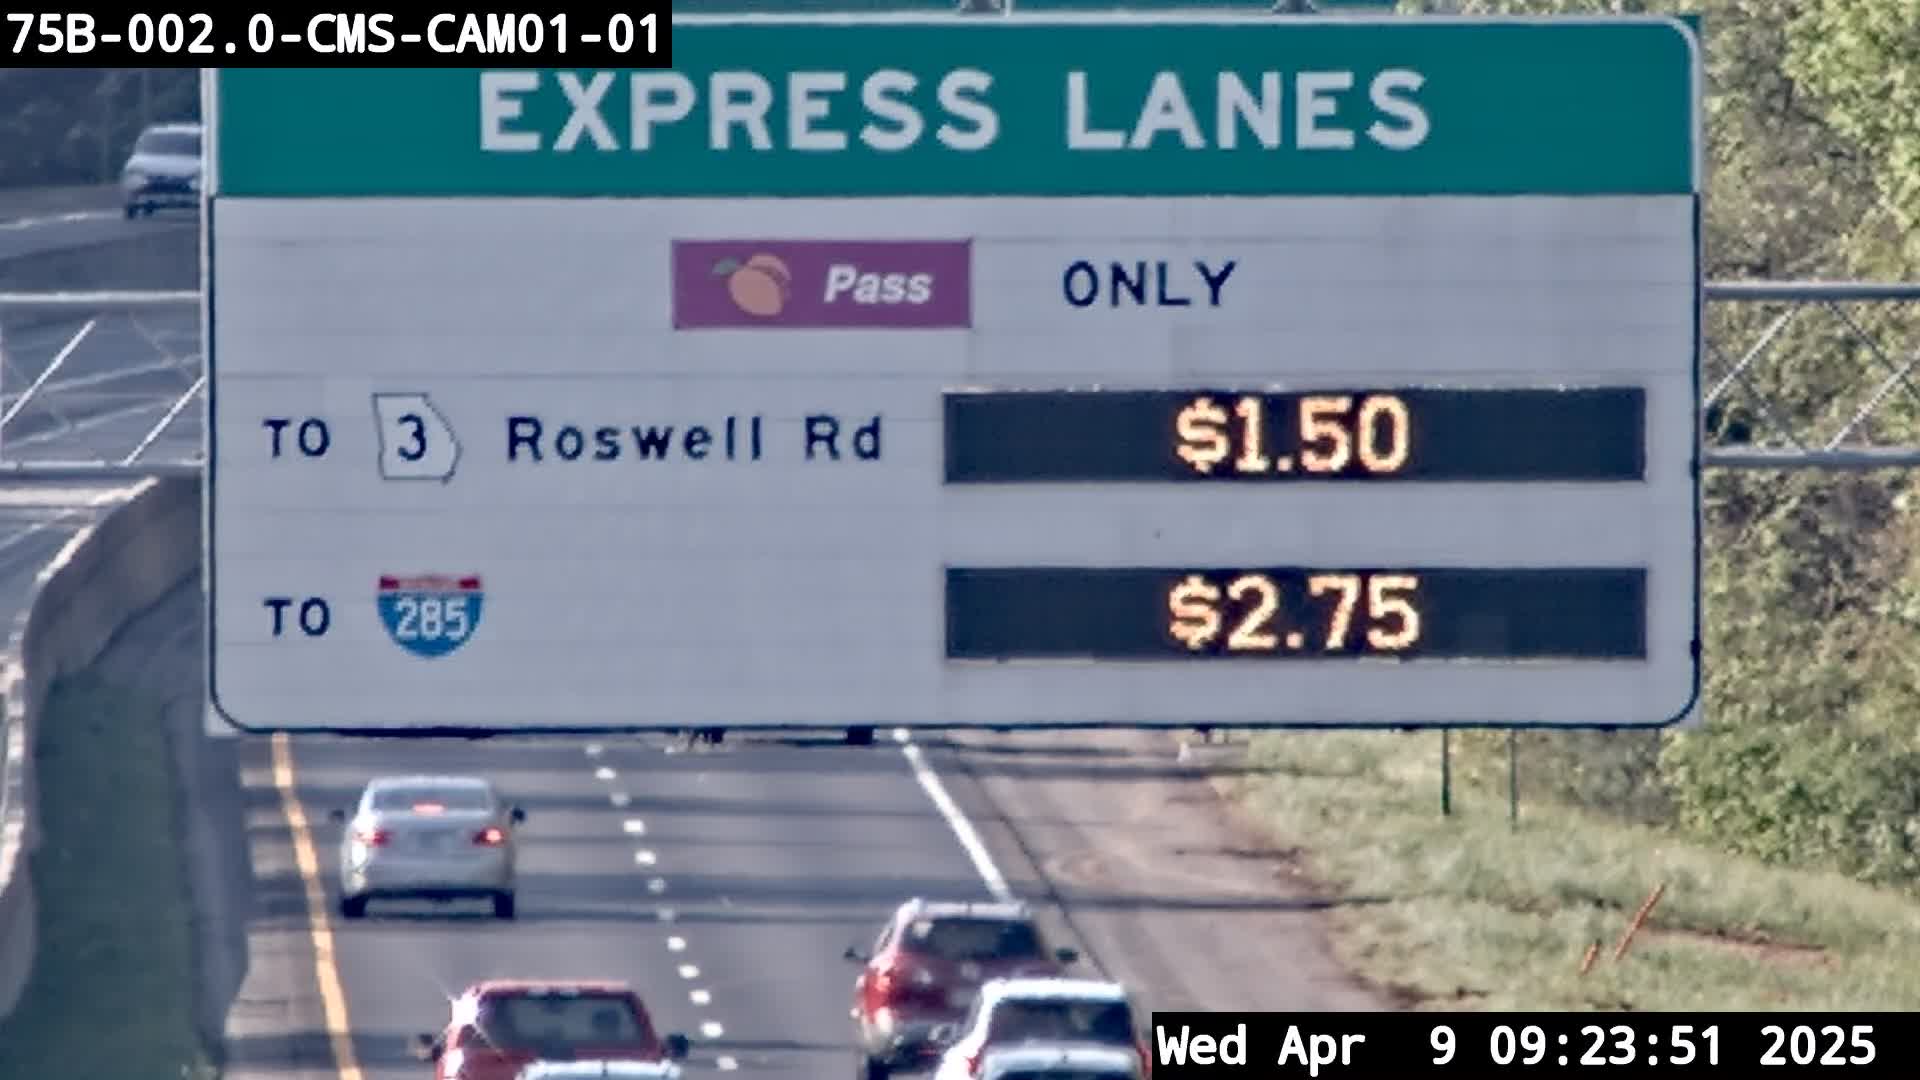 75B-002.0-CMS-CAM01-01
EXPRESS LANES
Pass ONLY
TO 3 Roswell Rd $1.50
TO 285 $2.75
Wed Apr 9 09:23:51 2025